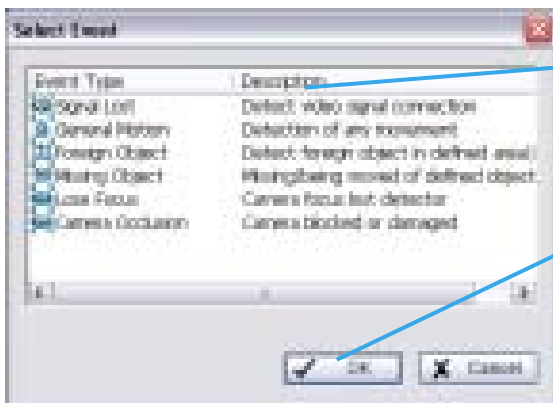 Select Event
Event Type Description
Signal Lost Detect video signal connection
General Motion Detection of any movement
Foreign Object Detect foreign object in defined area(
Missing Object Missing/being moved of defined object
Lose Focus Camera focus lost detector
Camera Occlusion Camera blocked or damaged
OK Cancel